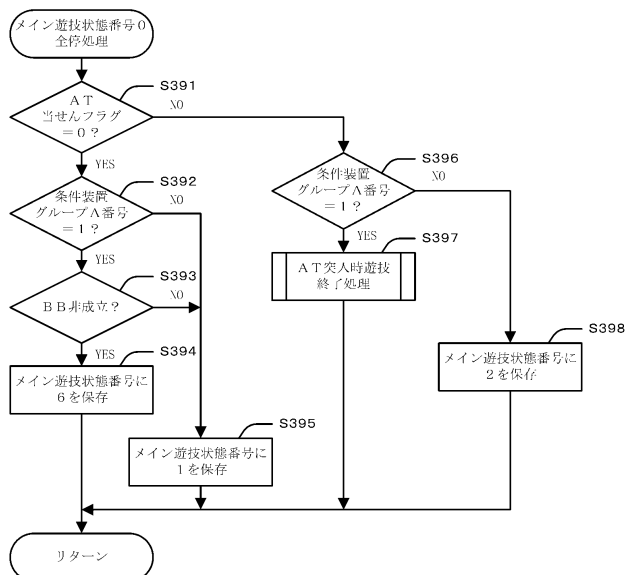 メイン遊技状態番号０
全停処理
S391
ＡＴ
当せんフラグ
＝０？
NO
YES
S392
条件装置
グループＡ番号
＝１？
NO
YES
S393
ＢＢ非成立？
NO
YES
S394
メイン遊技状態番号に
６を保存
S395
メイン遊技状態番号に
１を保存
S396
条件装置
グループＡ番号
＝１？
NO
YES
S397
ＡＴ突入時遊技
終了処理
S398
メイン遊技状態番号に
２を保存
リターン